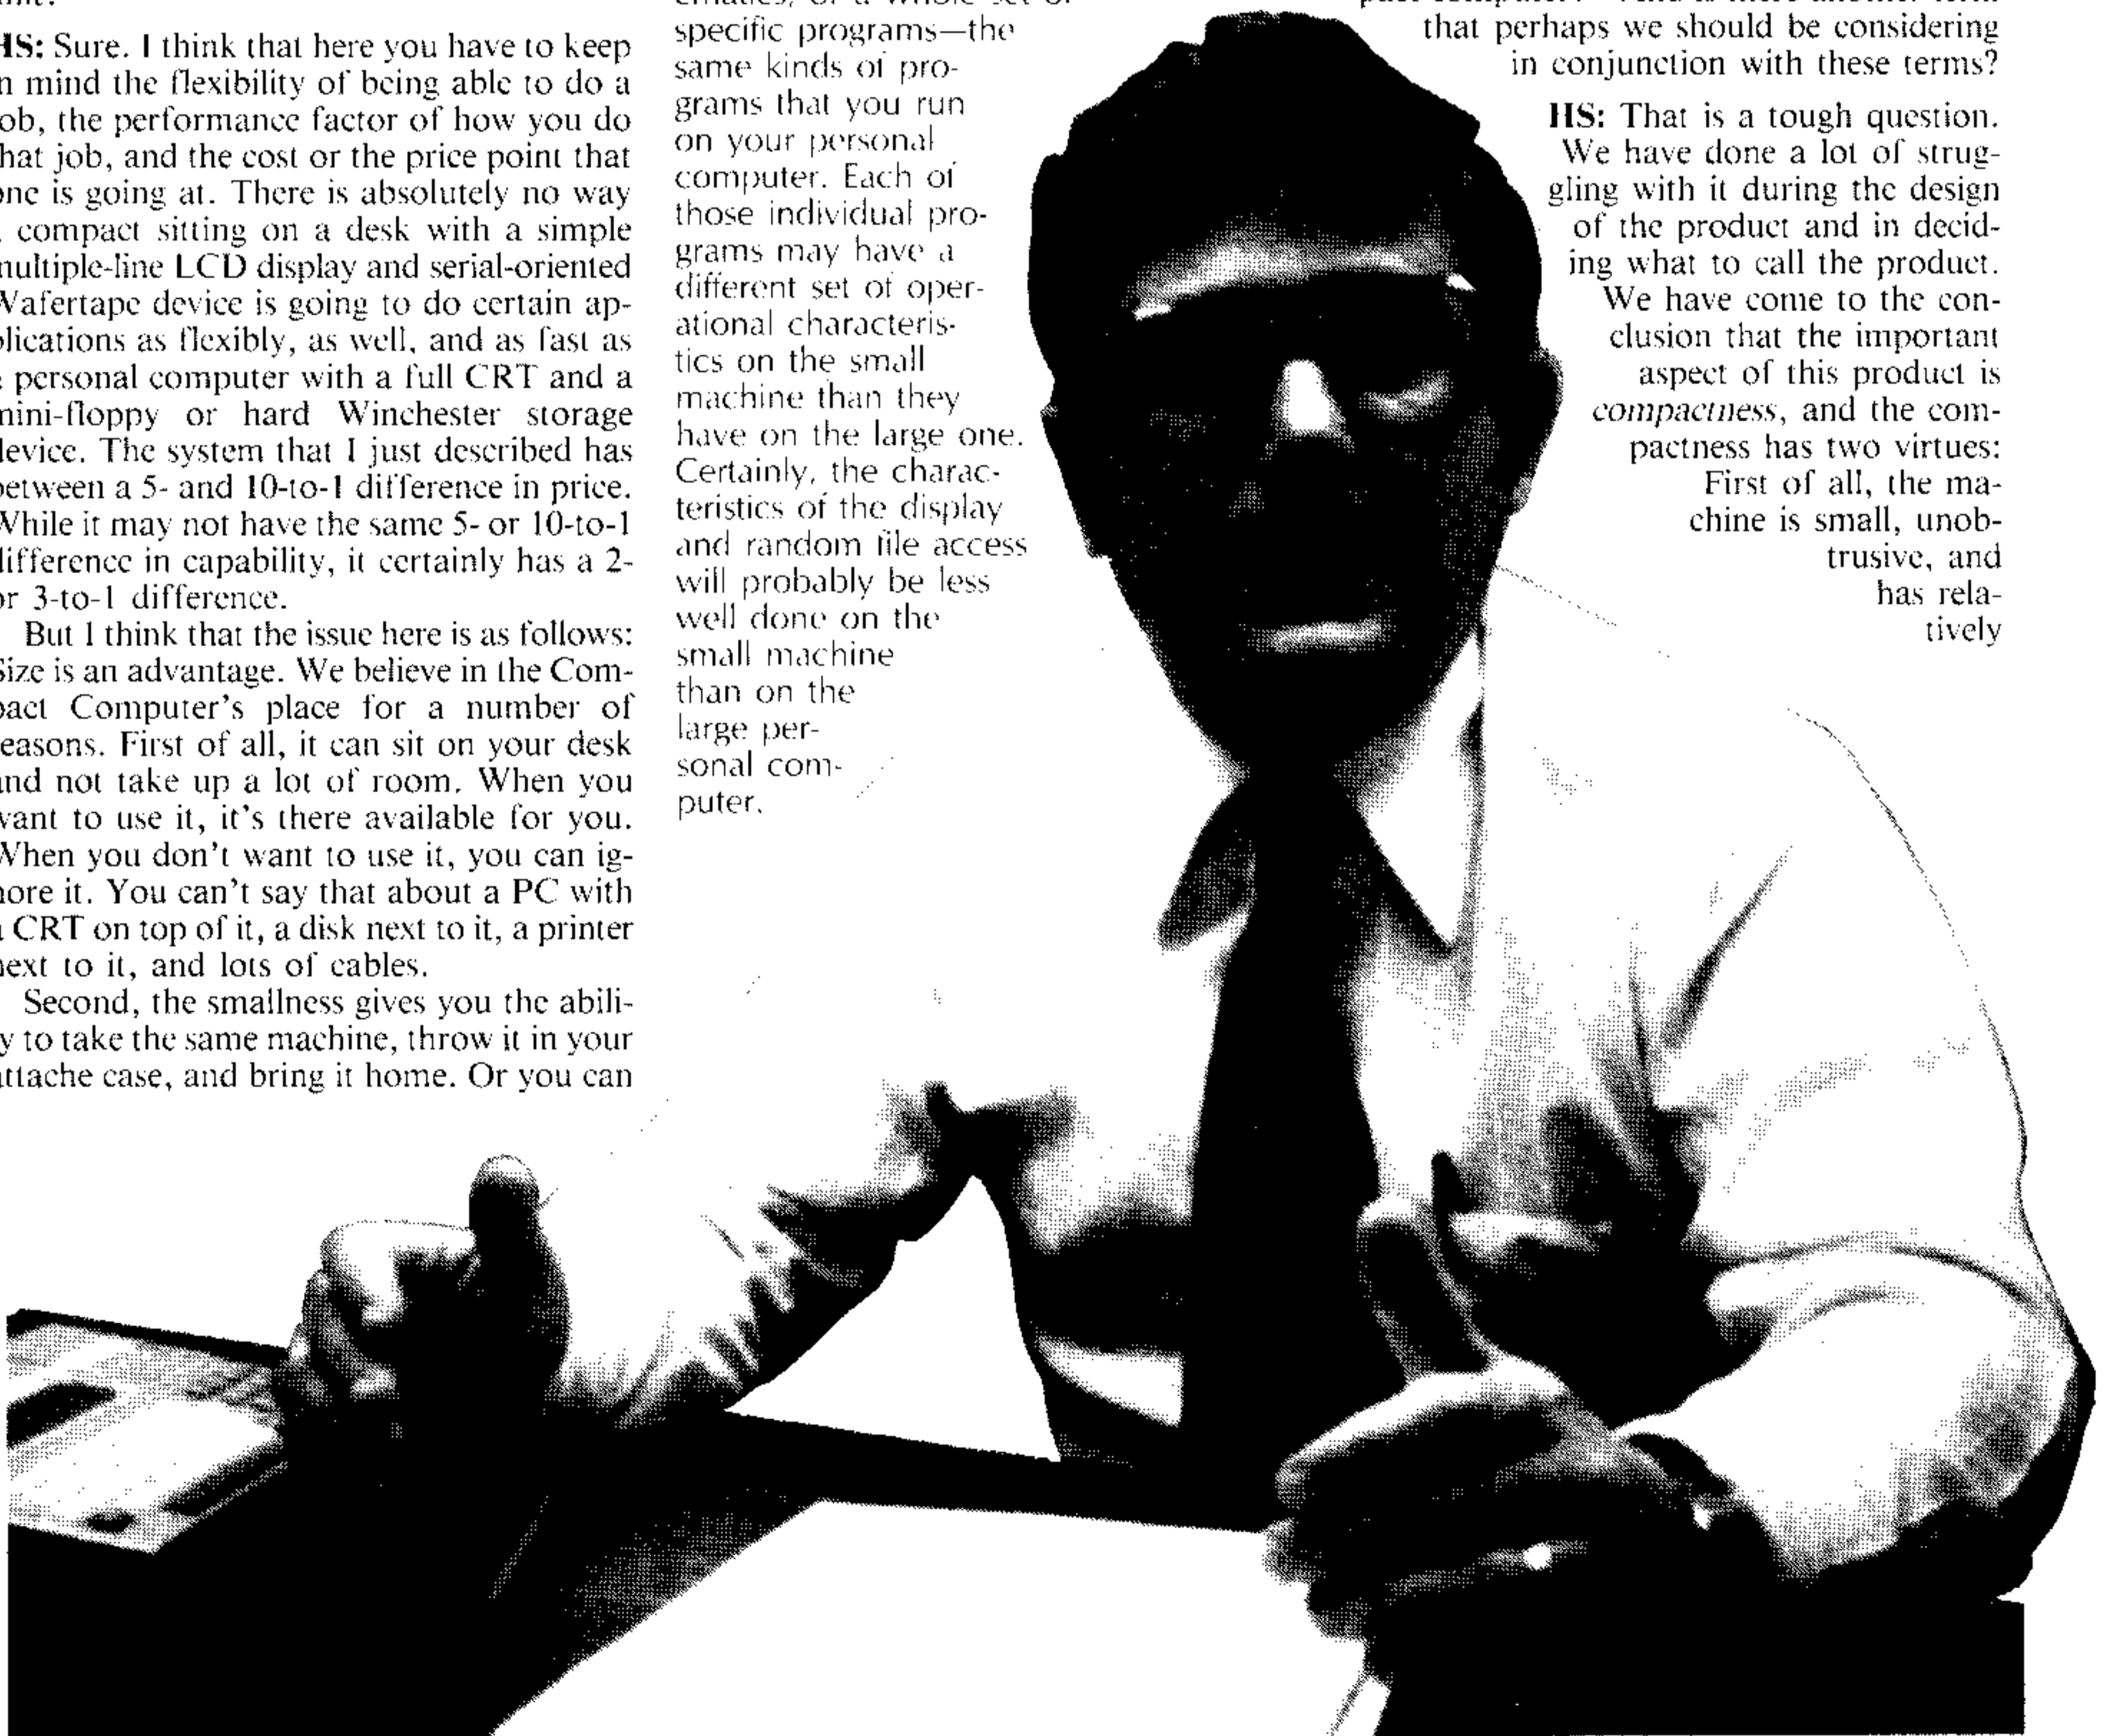 HS: Sure. I think that here you have to keep
n mind the flexibility of being able to do a
ob, the performance factor of how you do
hat job, and the cost or the price point that
one is going at. There is absolutely no way
compact sitting on a desk with a simple
multiple-line LCD display and serial-oriented
Wafertape device is going to do certain ap-
plications as flexibly, as well, and as fast as
personal computer with a full CRT and a
mini-floppy or hard Winchester storage
device. The system that I just described has
between a 5- and 10-to-1 difference in price.
While it may not have the same 5- or 10-to-1
difference in capability, it certainly has a 2-
or 3-to-1 difference.
But I think that the issue here is as follows:
Size is an advantage. We believe in the Com-
pact Computer's place for a number of
reasons. First of all, it can sit on your desk
and not take up a lot of room. When you
want to use it, it's there available for you.
When you don't want to use it, you can ig-
nore it. You can't say that about a PC with
a CRT on top of it, a disk next to it, a printer
next to it, and lots of cables.
Second, the smallness gives you the abili-
y to take the same machine, throw it in your
attache case, and bring it home. Or you can
specific programs—the
same kinds of pro-
grams that you run
on your personal
computer. Each of
those individual pro-
grams may have a
different set of oper-
ational characteris-
tics on the small
machine than they
have on the large one.
Certainly, the charac-
teristics of the display
and random file access
will probably be less
well done on the
small machine
than on the
large per-
sonal com-
puter.
that perhaps we should be considering
in conjunction with these terms?
HS: That is a tough question.
We have done a lot of strug-
gling with it during the design
of the product and in decid-
ing what to call the product.
We have come to the con-
clusion that the important
aspect of this product is
compactness, and the com-
pactness has two virtues:
First of all, the ma-
chine is small, unob-
trusive, and
has rela-
tively